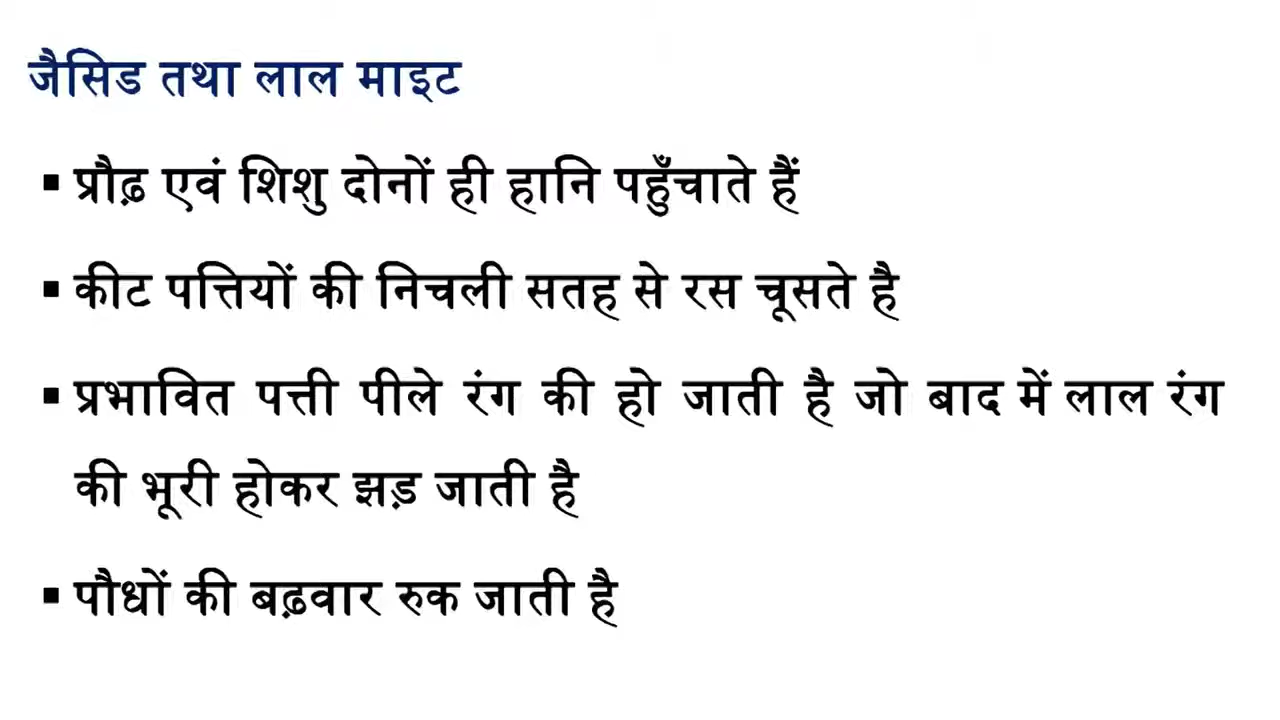 जैसिड तथा लाल माइट
▪ प्रौढ़ एवं शिशु दोनों ही हानि पहुँचाते हैं
▪ कीट पत्तियों की निचली सतह से रस चूसते है
▪ प्रभावित पत्ती पीले रंग की हो जाती है जो बाद में लाल रंग
की भूरी होकर झड़ जाती है
▪ पौधों की बढ़वार रुक जाती है